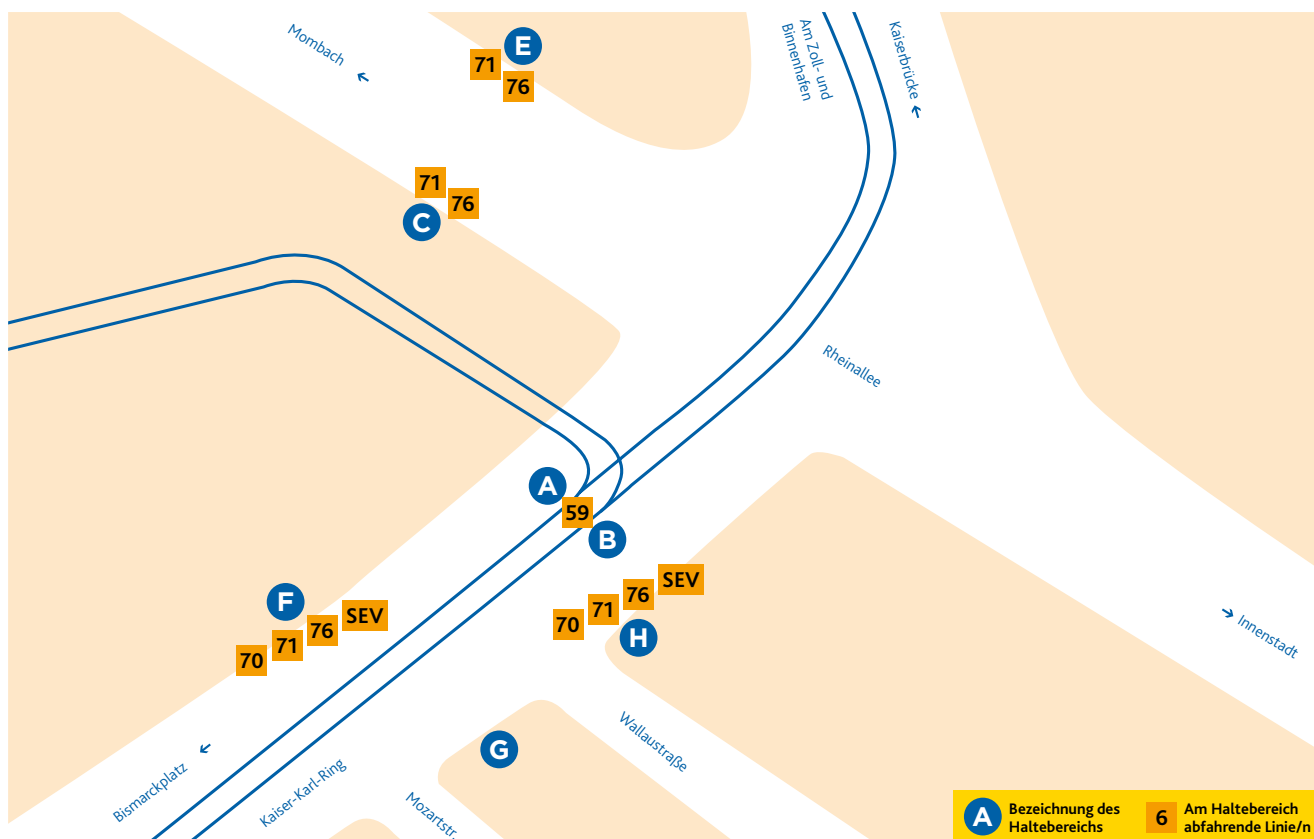 Mombach
71
E
76
Am Zoll- und
Binnenhafen
Kaiserbrücke
71
76
C
Rheinallee
A
59
B
F
70
71
76
SEV
70
71
76
SEV
H
Innenstadt
G
Wallaustraße
Bismarckplatz
Kaiser-Karl-Ring
Mozartstr.
A
Bezeichnung des
Haltebereichs
6
Am Haltebereich
abfahrende Linie/n